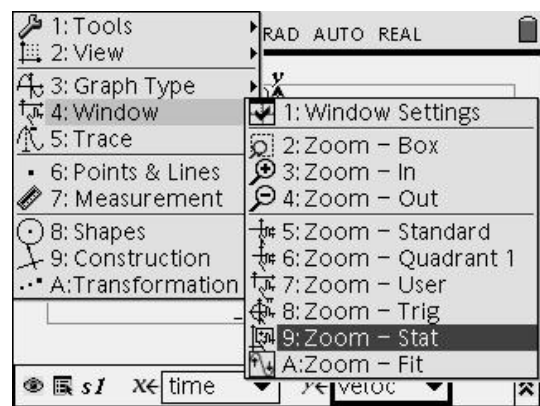 1: Tools
2: View
3: Graph Type
4: Window
5: Trace
6: Points & Lines
7: Measurement
8: Shapes
9: Construction
A: Transformation
RAD AUTO REAL
y
1: Window Settings
2: Zoom – Box
3: Zoom – In
4: Zoom – Out
5: Zoom – Standard
6: Zoom – Quadrant 1
7: Zoom – User
8: Zoom – Trig
9: Zoom – Stat
A: Zoom – Fit
s1 x← time y← veloc